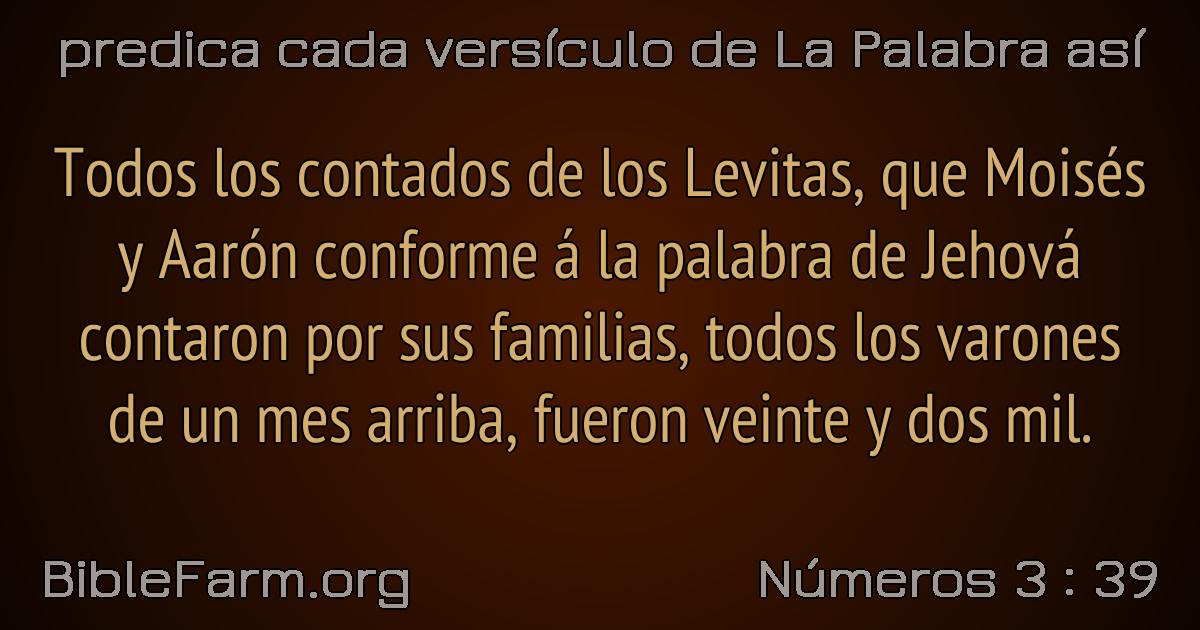 predica cada versículo de La Palabra así
Todos los contados de los Levitas, que Moisés
y Aarón conforme á la palabra de Jehová
contaron por sus familias, todos los varones
de un mes arriba, fueron veinte y dos mil.
BibleFarm.org
Números 3 : 39